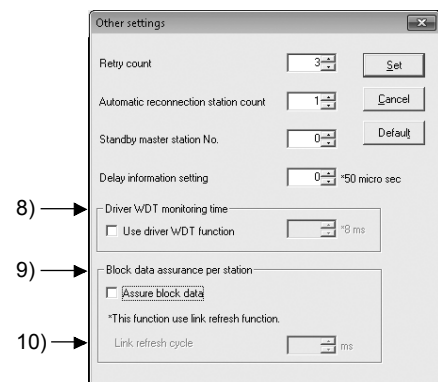 Other settings
Retry count 3 Set
Automatic reconnection station count 1 Cancel
Standby master station No. 0 Default
Delay information setting 0 *50 micro sec
8) Driver WDT monitoring time
Use driver WDT function *8 ms
9) Block data assurance per station
Assure block data
*This function use link refresh function.
10) Link refresh cycle ms